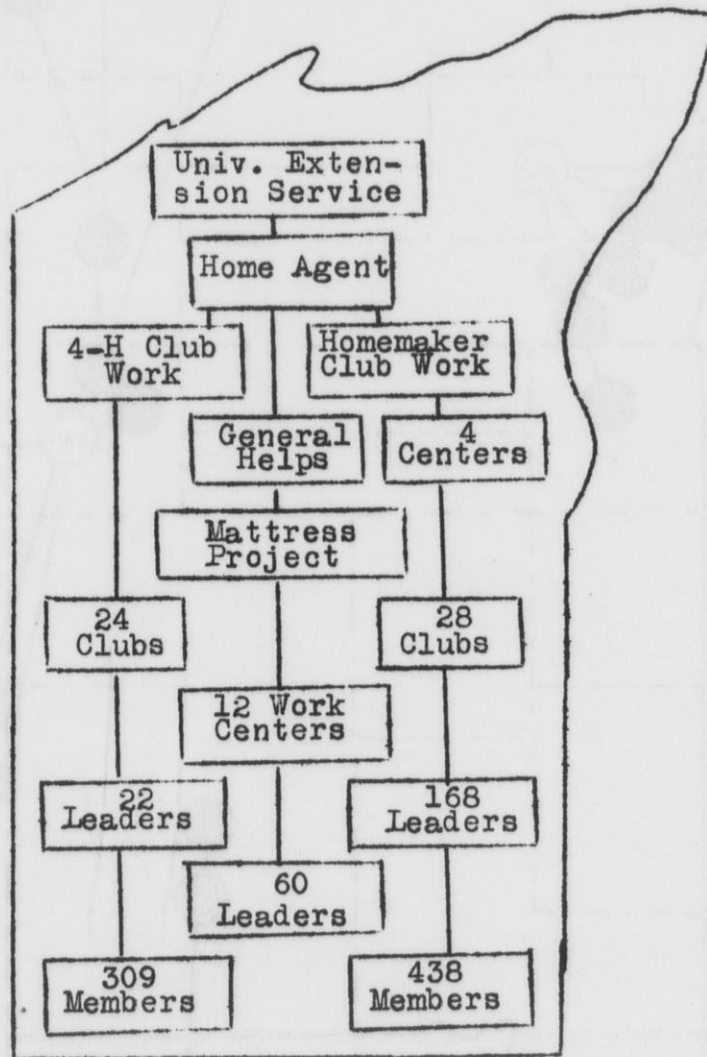 Univ. Exten-
sion Service
Home Agent
4-H Club
Work
Homemaker
Club Work
General
Helps
4
Centers
Mattress
Project
24
Clubs
28
Clubs
12 Work
Centers
22
Leaders
168
Leaders
60
Leaders
309
Members
438
Members